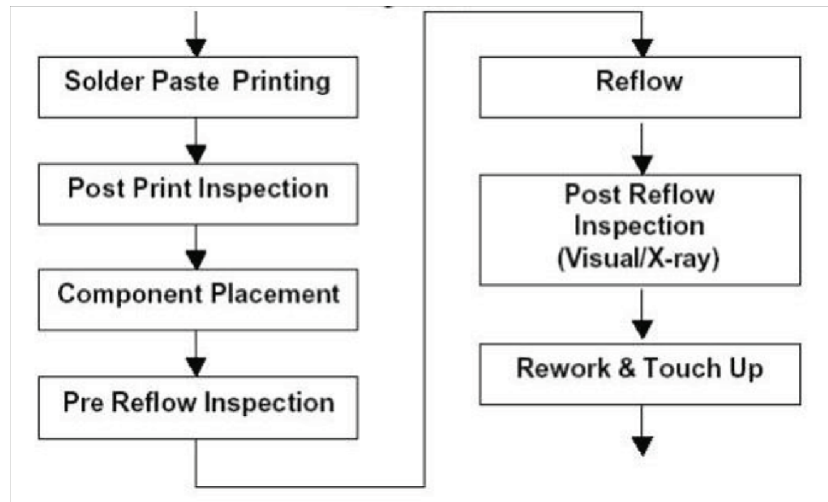 Solder Paste Printing
Post Print Inspection
Component Placement
Pre Reflow Inspection
Reflow
Post Reflow
Inspection
(Visual/X-ray)
Rework & Touch Up